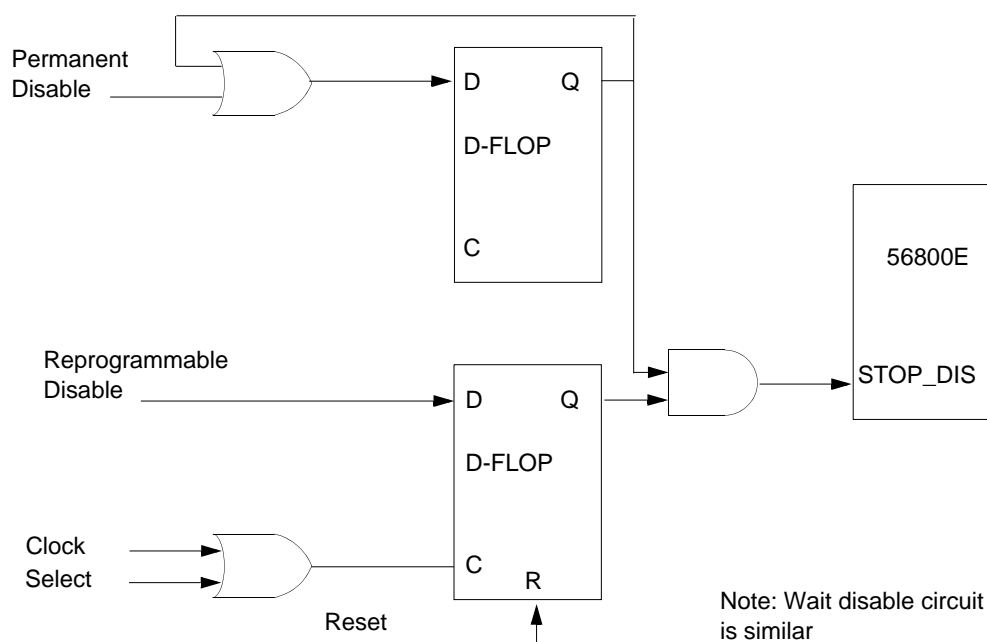 Permanent
Disable
D
Q
D-FLOP
C
56800E
STOP_DIS
Reprogrammable
Disable
D
Q
D-FLOP
Clock
Select
C
R
Reset
Note: Wait disable circuit
is similar